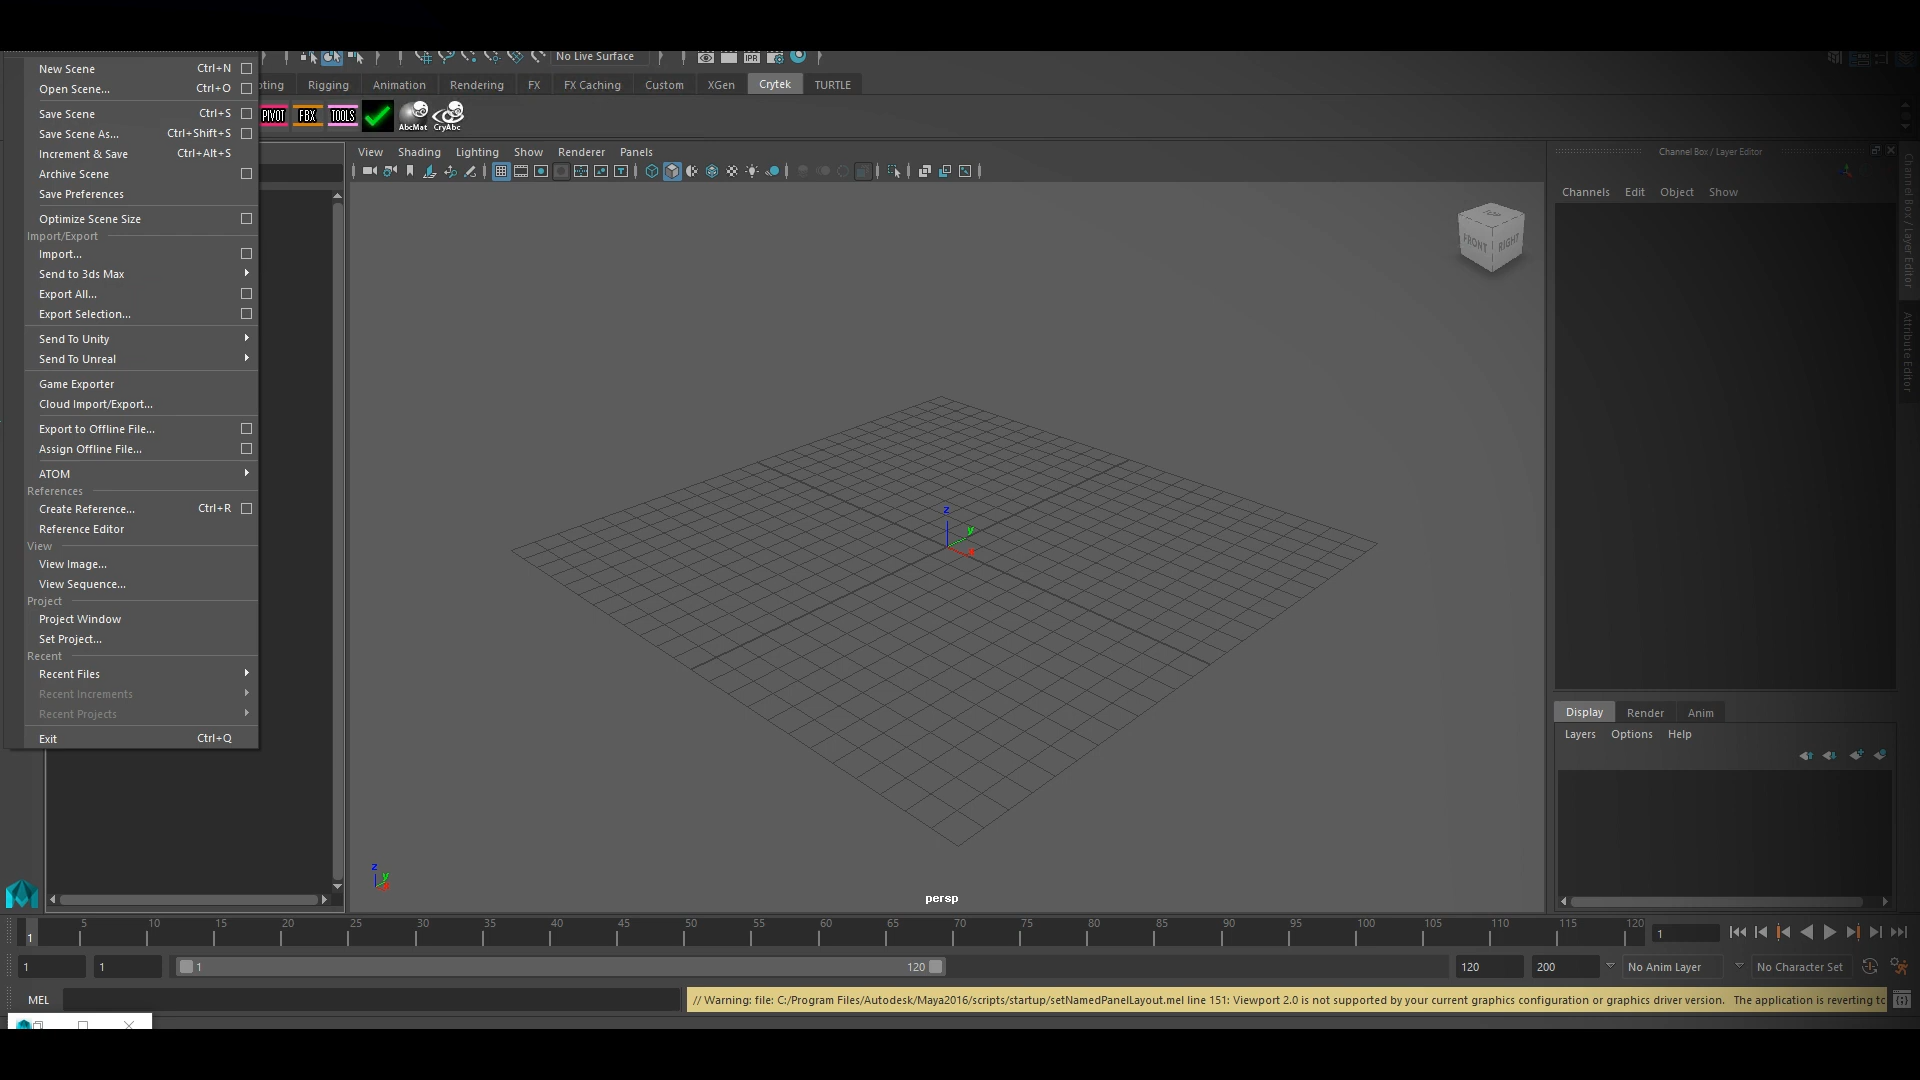 No Live Surface
IPR
Rigging Animation Rendering FX FX Caching Custom XGen Crytek TURTLE
PIVOT FBX TOOLS AbcMat CryAbc
New Scene Ctrl+N
Open Scene... Ctrl+O
Save Scene Ctrl+S
Save Scene As... Ctrl+Shift+S
Increment & Save Ctrl+Alt+S
Archive Scene
Save Preferences
Optimize Scene Size
Import/Export
Import...
Send to 3ds Max
Export All...
Export Selection...
Send To Unity
Send To Unreal
Game Exporter
Cloud Import/Export...
Export to Offline File...
Assign Offline File...
ATOM
References
Create Reference... Ctrl+R
Reference Editor
View
View Image...
View Sequence...
Project
Project Window
Set Project...
Recent
Recent Files
Recent Increments
Recent Projects
Exit Ctrl+Q
View Shading Lighting Show Renderer Panels
TOP
FRONT RIGHT
z
y
x
z
y
persp
Channel Box / Layer Editor
Channels Edit Object Show
Channel Box / Layer Editor
Attribute Editor
Display Render Anim
Layers Options Help
5 10 15 20 25 30 35 40 45 50 55 60 65 70 75 80 85 90 95 100 105 110 115 120
1
1
1 1 1 120 120 200 No Anim Layer No Character Set
MEL // Warning: file: C:/Program Files/Autodesk/Maya2016/scripts/startup/setNamedPanelLayout.mel line 151: Viewport 2.0 is not supported by your current graphics configuration or graphics driver version. The application is reverting to